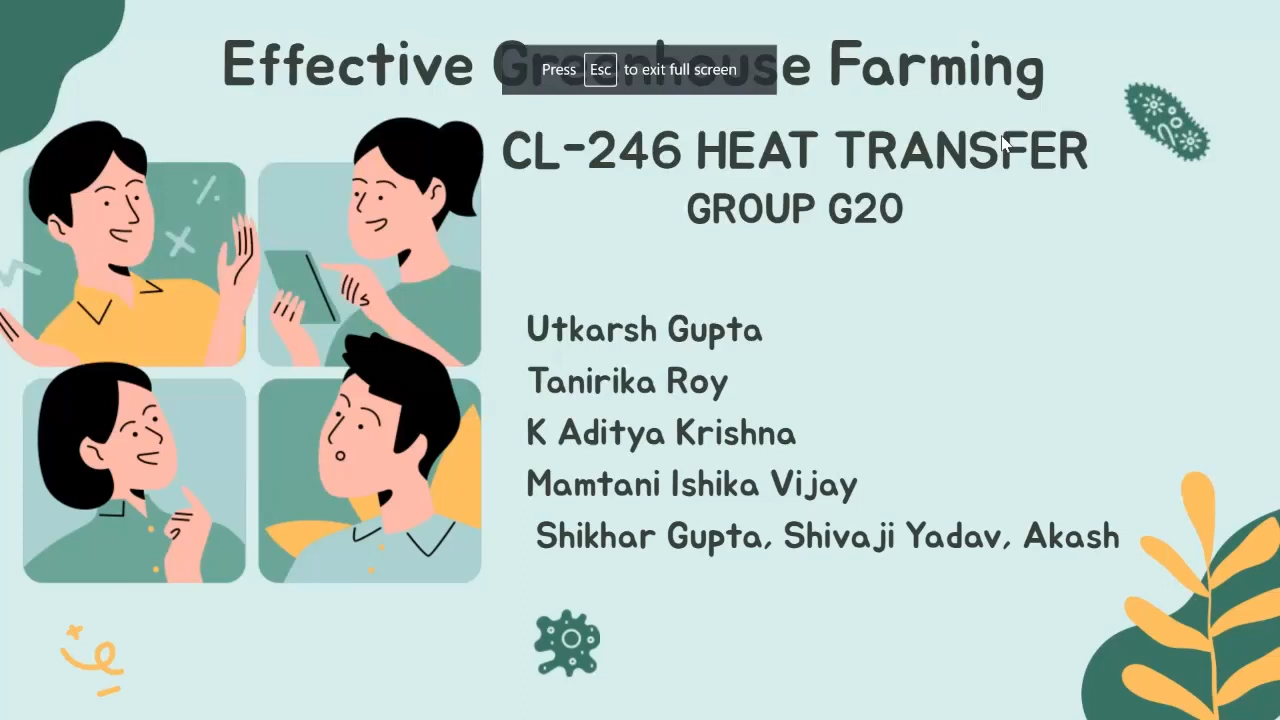 Effective Greenhouse Farming
Press Esc to exit full screen
CL-246 HEAT TRANSFER
GROUP G20
Utkarsh Gupta
Tanirika Roy
K Aditya Krishna
Mamtani Ishika Vijay
Shikhar Gupta, Shivaji Yadav, Akash